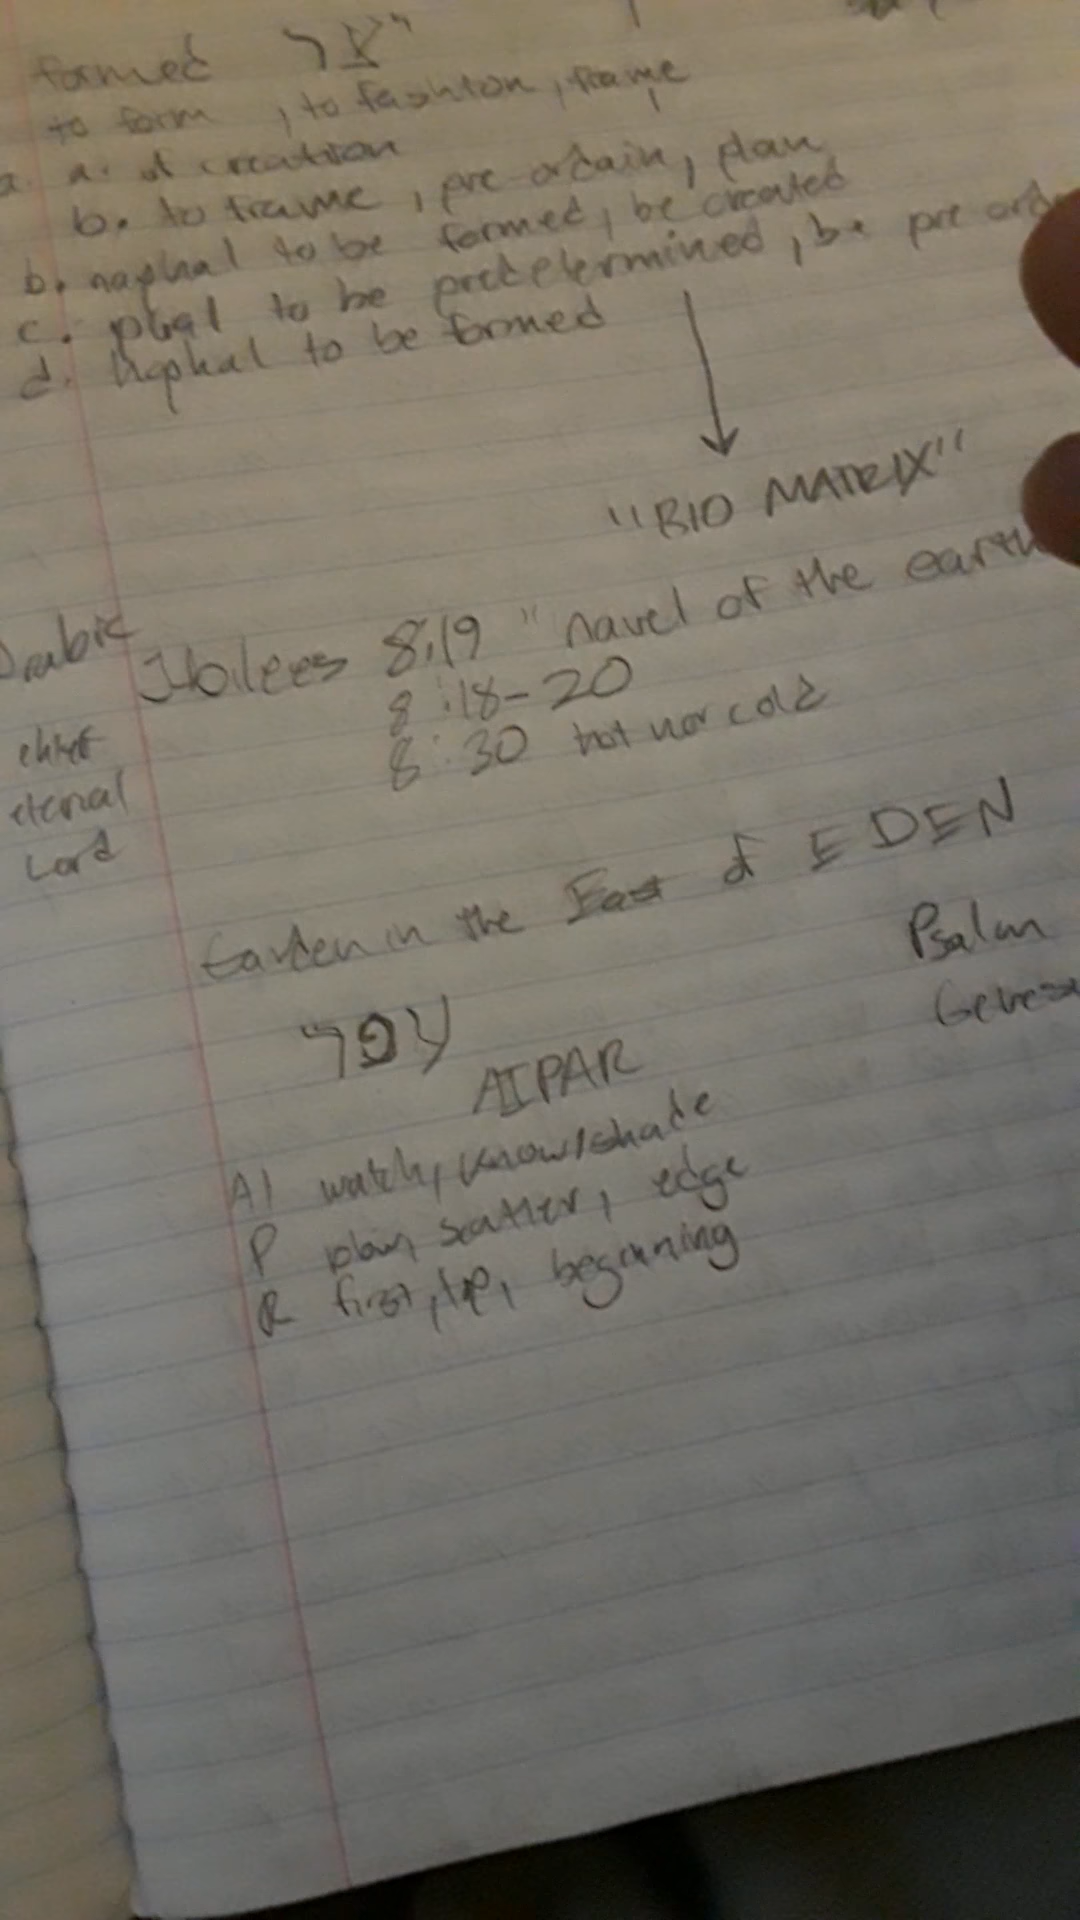 formed יצר"
to form , to fashion, frame
a. a. of creation
b. to frame, pre ordain, plan
b. naphal to be formed, be created
c. pual to be predetermined, be pre ord
d. hophal to be formed
"BIO MATRIX"
Jubilees 8:19 "navel of the earth
8:18-20
8:30 hot nor cold
chief
eternal
Lord
Garden in the East of EDEN
Psalm
עפר
AIPAR
AI watch, know/shade
P plan, scatter, edge
R first, top, beginning